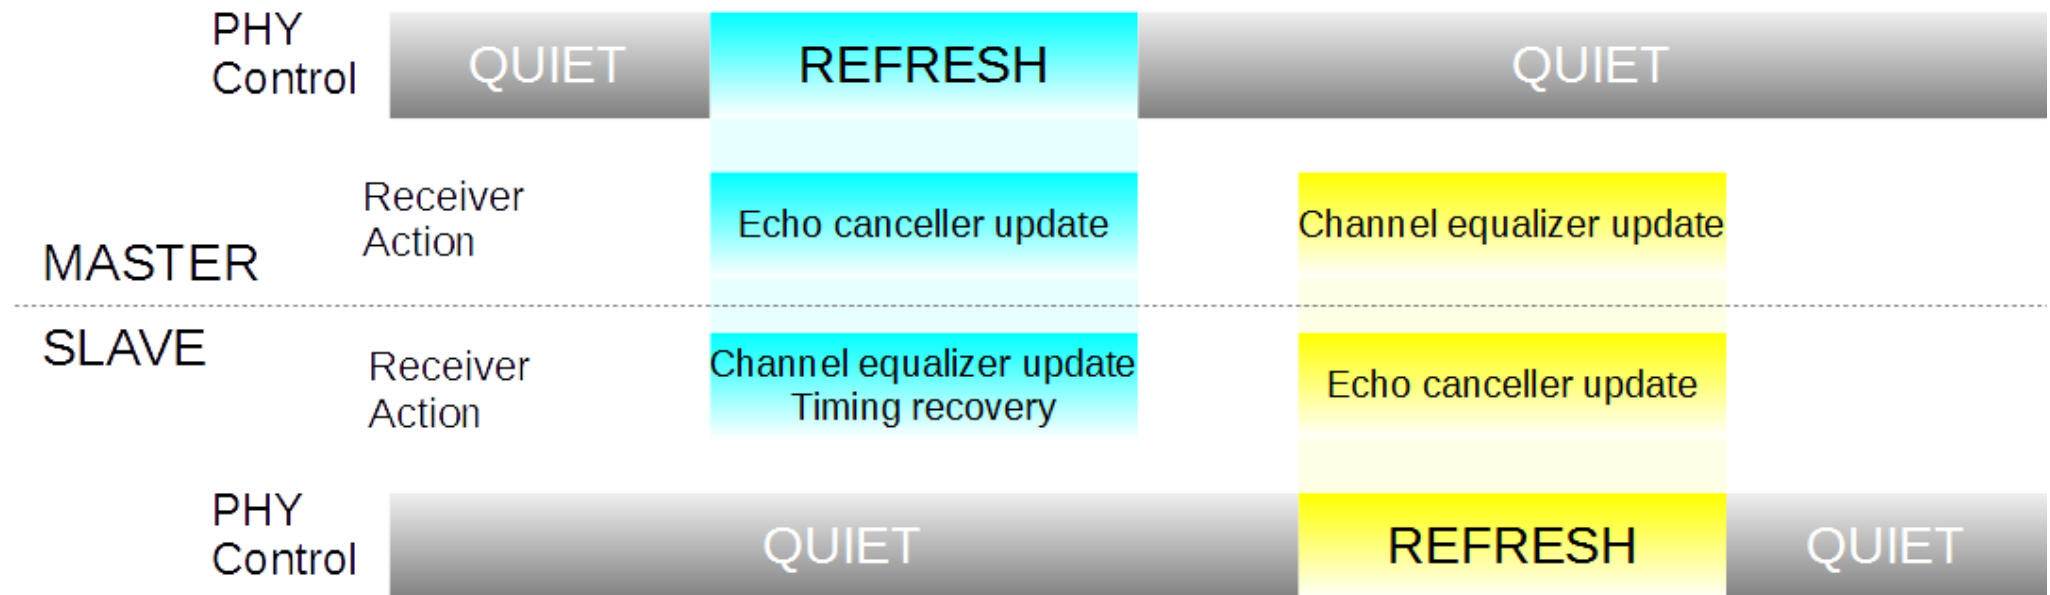 PHY
Control
QUIET
REFRESH
QUIET
Receiver
Action
Echo canceller update
Channel equalizer update
MASTER
SLAVE
Receiver
Action
Channel equalizer update
Timing recovery
Echo canceller update
PHY
Control
QUIET
REFRESH
QUIET